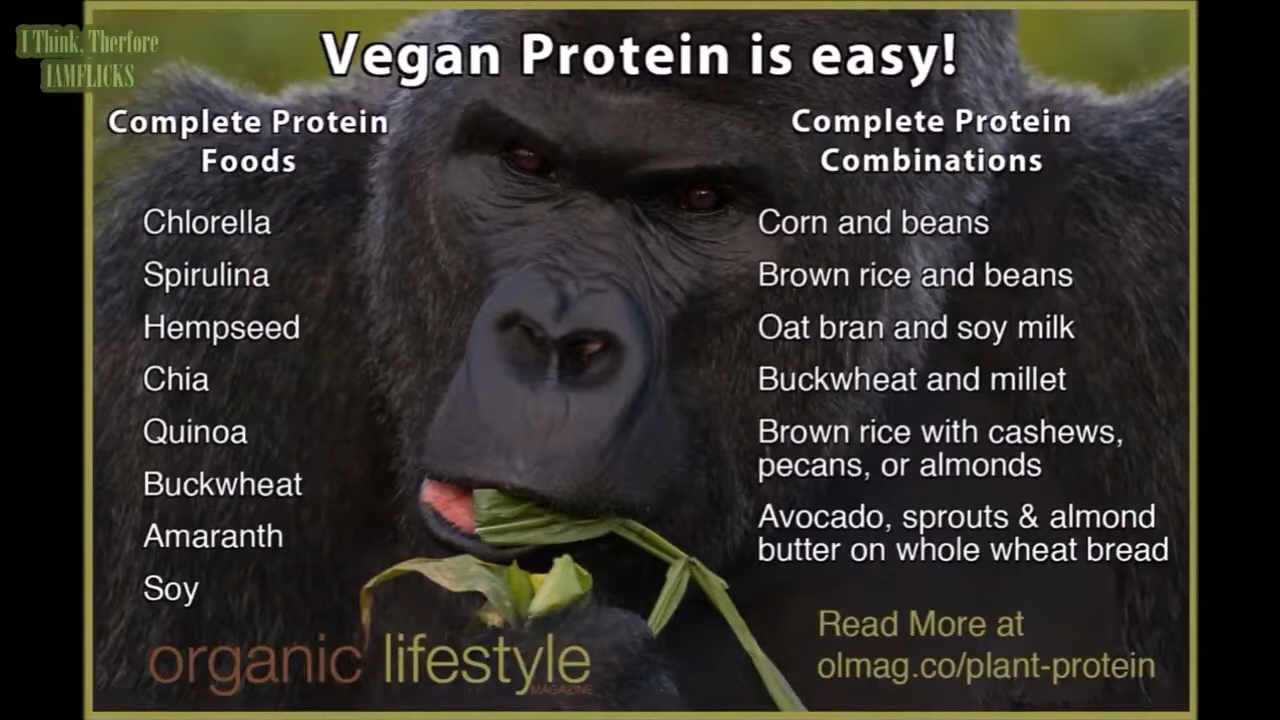 I Think, Therfore
IAMFLICKS
Vegan Protein is easy!
Complete Protein
Foods
Chlorella
Spirulina
Hempseed
Chia
Quinoa
Buckwheat
Amaranth
Soy
Complete Protein
Combinations
Corn and beans
Brown rice and beans
Oat bran and soy milk
Buckwheat and millet
Brown rice with cashews,
pecans, or almonds
Avocado, sprouts & almond
butter on whole wheat bread
organic lifestyle
MAGAZINE
Read More at
olmag.co/plant-protein